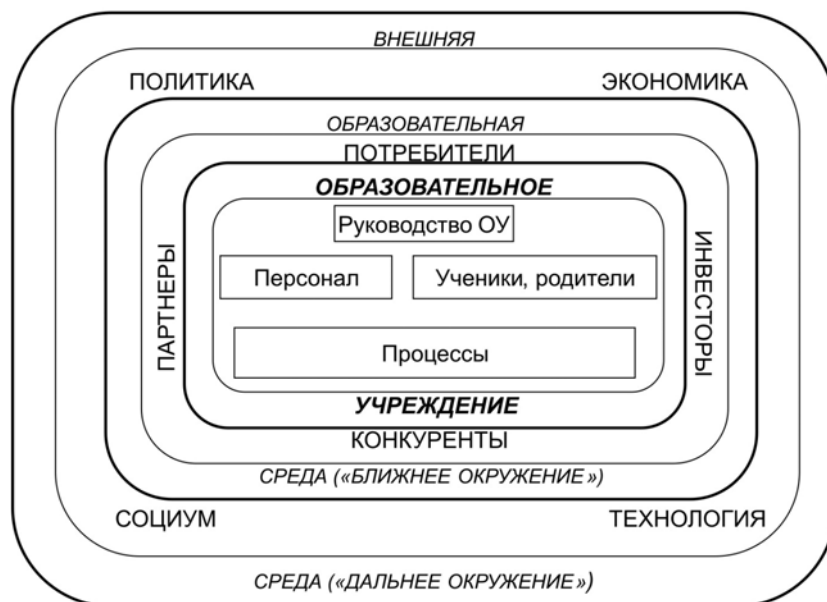 ВНЕШНЯЯ
ПОЛИТИКА
ЭКОНОМИКА
ОБРАЗОВАТЕЛЬНАЯ
ПОТРЕБИТЕЛИ
ОБРАЗОВАТЕЛЬНОЕ
Руководство ОУ
Персонал
Ученики, родители
ПАРТНЕРЫ
ИНВЕСТОРЫ
Процессы
УЧРЕЖДЕНИЕ
КОНКУРЕНТЫ
СРЕДА («БЛИЖНЕЕ ОКРУЖЕНИЕ»)
СОЦИУМ
ТЕХНОЛОГИЯ
СРЕДА («ДАЛЬНЕЕ ОКРУЖЕНИЕ»)